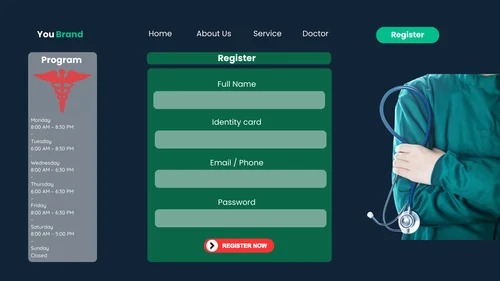 You Brand
Home
About Us
Service
Doctor
Register
Program
Monday
8:00 AM – 8:30 PM
–
Tuesday
6:00 AM – 8:30 PM
Wednesday
8:00 AM – 6:30 PM
–
Thursday
8:00 AM – 6:30 PM
–
Friday
8:00 AM – 6:30 PM
–
Saturday
8:00 AM – 5:00 PM
–
Sunday
Closed
Register
Full Name
Identity card
Email / Phone
Password
REGISTER NOW